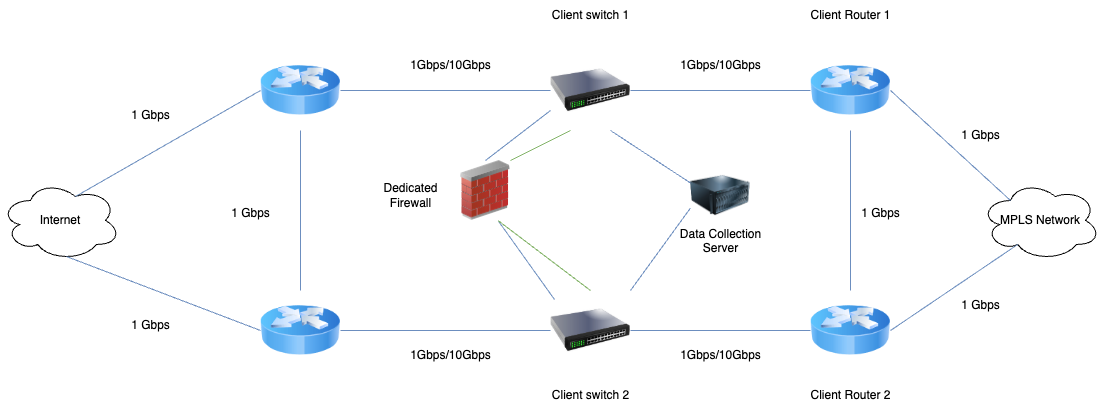 Client switch 1
Client Router 1
1Gbps/10Gbps
1Gbps/10Gbps
1 Gbps
1 Gbps
Dedicated
Firewall
Internet
1 Gbps
Data Collection
Server
1 Gbps
MPLS Network
1 Gbps
1 Gbps
1Gbps/10Gbps
1Gbps/10Gbps
Client switch 2
Client Router 2